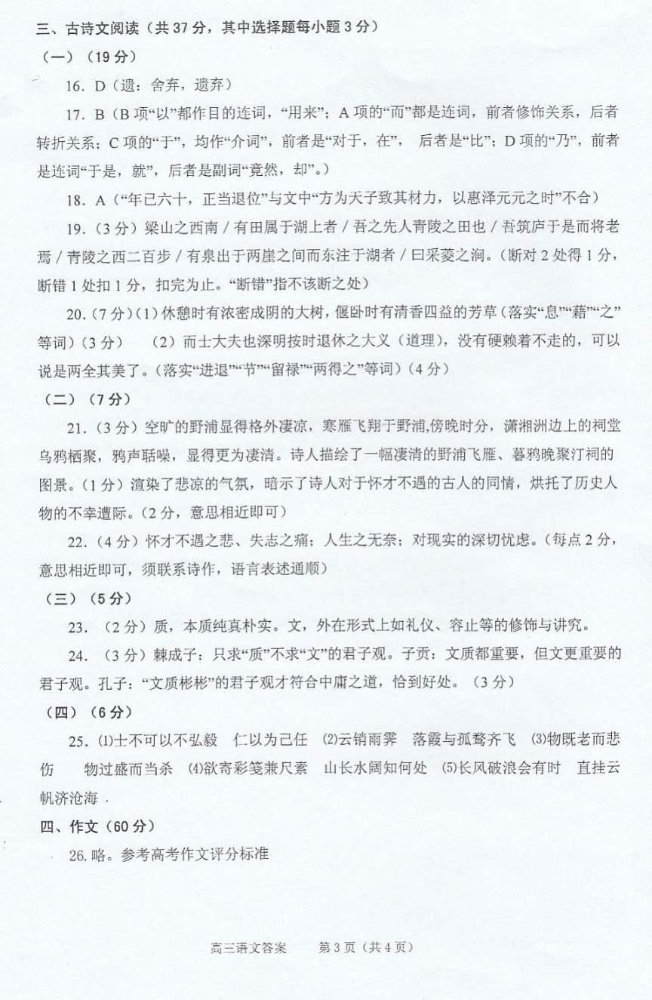 三、古诗文阅读（共 37 分，其中选择题每小题 3 分）
（一）（19 分）
16．D（遗：舍弃，遗弃）
17．B（B 项“以”都作目的连词，“用来”；A 项的“而”都是连词，前者修饰关系，后者
转折关系；C 项的“于”，均作“介词”，前者是“对于，在”， 后者是“比”；D 项的“乃”，前者
是连词“于是，就”，后者是副词“竟然，却”。）
18．A（“年已六十，正当退位”与文中“方为天子致其材力，以惠泽元元之时”不合）
19．（3 分）梁山之西南 / 有田属于湖上者 / 吾之先人青陵之田也 / 吾筑庐于是而将老
焉 / 青陵之西二百步 / 有泉出于两崖之间而东注于湖者 / 曰采菱之涧。（断对 2 处得 1 分，
断错 1 处扣 1 分，扣完为止。“断错”指不该断之处）
20．（7 分）（1）休憩时有浓密成阴的大树，偃卧时有清香四益的芳草（落实“息”“藉”“之”
等词）（3 分） （2）而士大夫也深明按时退休之大义（道理），没有硬赖着不走的，可以
说是两全其美了。（落实“进退”“节”“留禄”“两得之”等词）（4 分）
（二）（7 分）
21．（3 分）空旷的野浦显得格外凄凉，寒雁飞翔于野浦,傍晚时分，潇湘洲边上的祠堂
乌鸦栖聚，鸦声聒噪，显得更为凄清。诗人描绘了一幅凄清的野浦飞雁、暮鸦晚聚汀祠的
图景。（1 分）渲染了悲凉的气氛，暗示了诗人对于怀才不遇的古人的同情，烘托了历史人
物的不幸遭际。（2 分，意思相近即可）
22．（4 分）怀才不遇之悲、失志之痛；人生之无奈；对现实的深切忧虑。（每点 2 分，
意思相近即可，须联系诗作，语言表述通顺）
（三）（5 分）
23．（2 分）质，本质纯真朴实。文，外在形式上如礼仪、容止等的修饰与讲究。
24．（3 分）棘成子：只求“质”不求“文”的君子观。子贡：文质都重要，但文更重要的
君子观。孔子：“文质彬彬”的君子观才符合中庸之道，恰到好处。（3 分）
（四）（6 分）
25．⑴士不可以不弘毅 仁以为己任 ⑵云销雨霁 落霞与孤鹜齐飞 ⑶物既老而悲
伤 物过盛而当杀 ⑷欲寄彩笺兼尺素 山长水阔知何处 ⑸长风破浪会有时 直挂云
帆济沧海 .
四、作文（60 分）
26. 略。参考高考作文评分标准
高三语文答案 第 3 页（共 4 页）